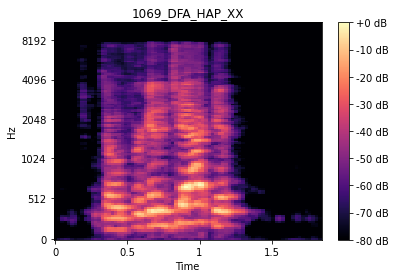 1069_DFA_HAP_XX
Hz
8192
4096
2048
1024
512
0
0
0.5
1
1.5
Time
+0 dB
-10 dB
-20 dB
-30 dB
-40 dB
-50 dB
-60 dB
-70 dB
-80 dB